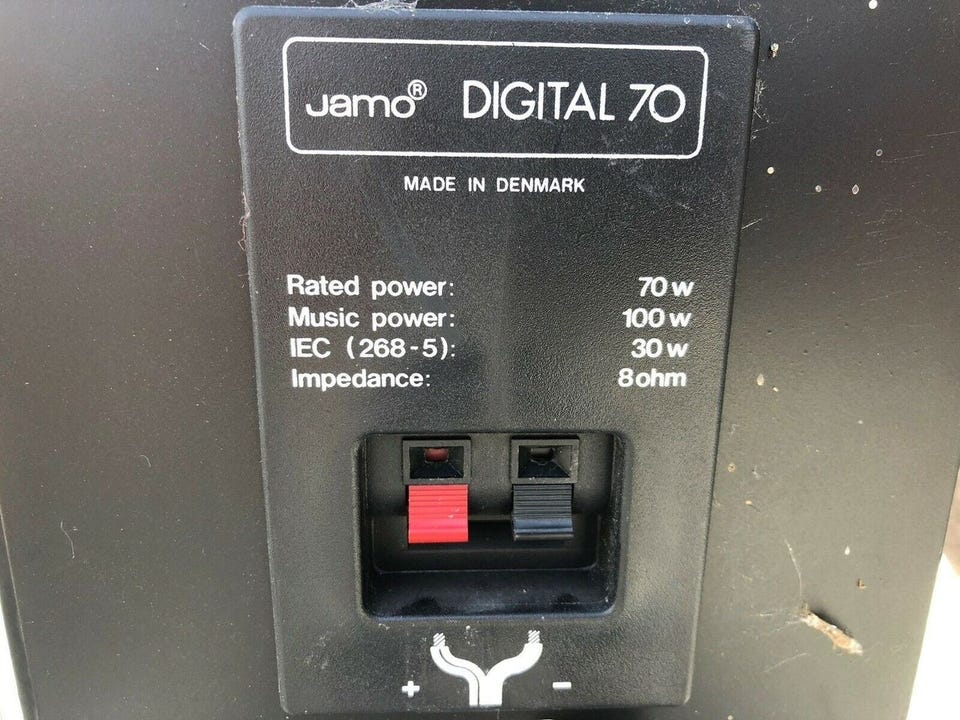 Jamo® DIGITAL 70
MADE IN DENMARK
Rated power: 70 w
Music power: 100 w
IEC (268-5): 30 w
Impedance: 8 ohm
+ -